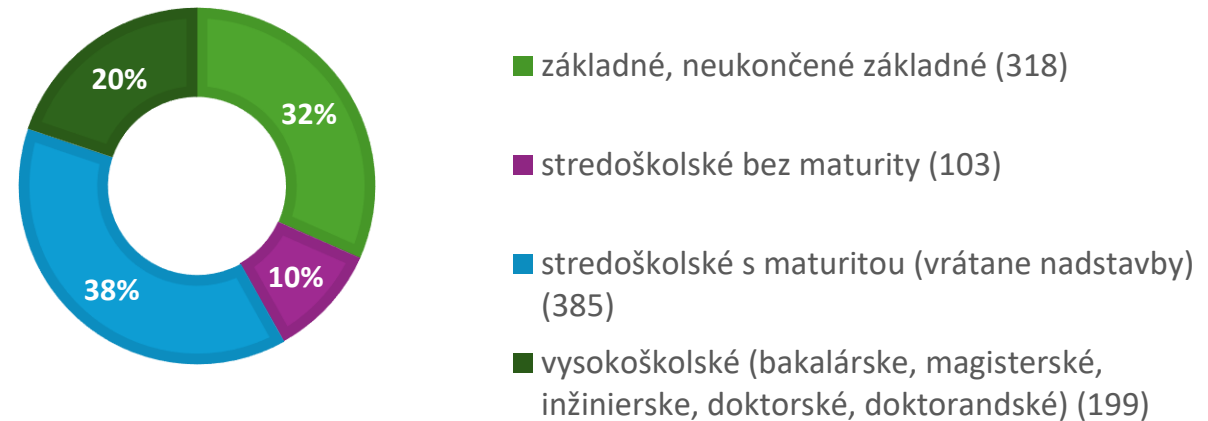 20%
32%
38%
10%
základné, neukončené základné (318)
stredoškolské bez maturity (103)
stredoškolské s maturitou (vrátane nadstavby)
(385)
vysokoškolské (bakalárske, magisterské,
inžinierske, doktorské, doktorandské) (199)